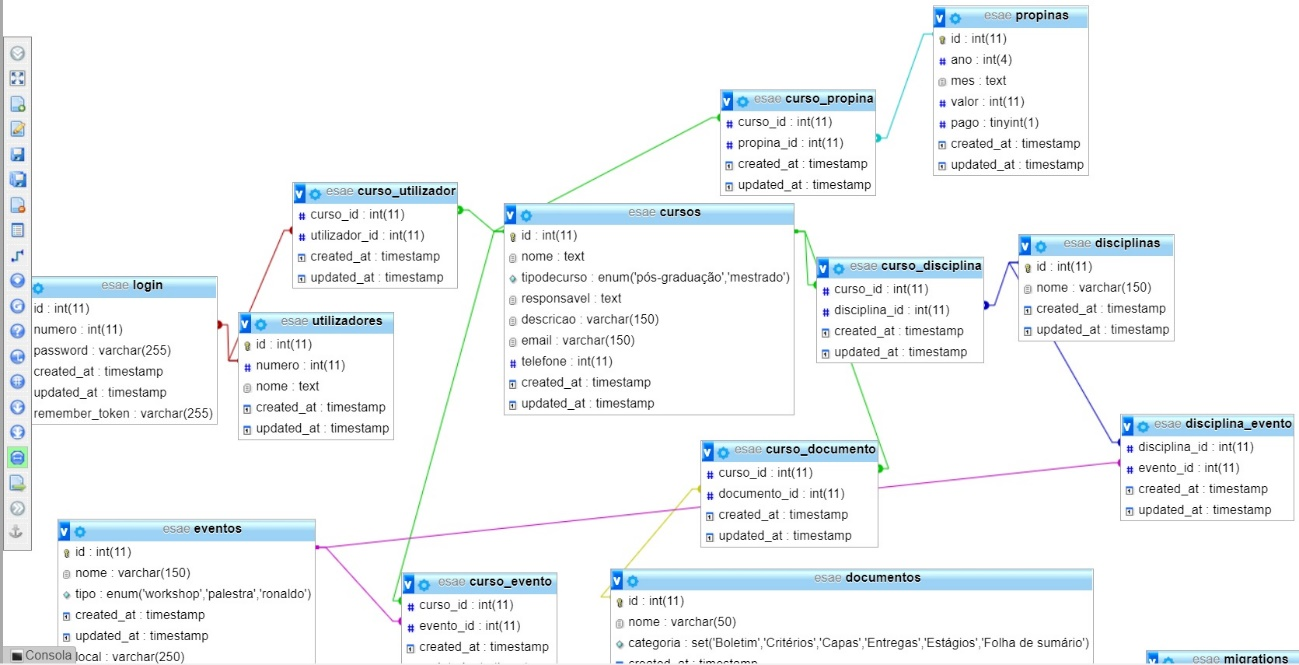 esae propinas
id : int(11)
ano : int(4)
mes : text
valor : int(11)
pago : tinyint(1)
created_at : timestamp
updated_at : timestamp
esae curso_propina
curso_id : int(11)
propina_id : int(11)
created_at : timestamp
updated_at : timestamp
esae curso_utilizador
curso_id : int(11)
utilizador_id : int(11)
created_at : timestamp
updated_at : timestamp
esae cursos
id : int(11)
nome : text
tipodecurso : enum('pós-graduação','mestrado')
responsavel : text
descricao : varchar(150)
email : varchar(150)
telefone : int(11)
created_at : timestamp
updated_at : timestamp
esae curso_disciplina
curso_id : int(11)
disciplina_id : int(11)
created_at : timestamp
updated_at : timestamp
esae disciplinas
id : int(11)
nome : varchar(150)
created_at : timestamp
updated_at : timestamp
esae login
id : int(11)
numero : int(11)
password : varchar(255)
created_at : timestamp
updated_at : timestamp
remember_token : varchar(255)
esae utilizadores
id : int(11)
numero : int(11)
nome : text
created_at : timestamp
updated_at : timestamp
esae disciplina_evento
disciplina_id : int(11)
evento_id : int(11)
created_at : timestamp
updated_at : timestamp
esae curso_documento
curso_id : int(11)
documento_id : int(11)
created_at : timestamp
updated_at : timestamp
esae eventos
id : int(11)
nome : varchar(150)
tipo : enum('workshop','palestra','ronaldo')
created_at : timestamp
updated_at : timestamp
local : varchar(250)
Consola
esae curso_evento
curso_id : int(11)
evento_id : int(11)
created_at : timestamp
esae documentos
id : int(11)
nome : varchar(50)
categoria : set('Boletim','Critérios','Capas','Entregas','Estágios','Folha de sumário')
created_at : timestamp
esae migrations